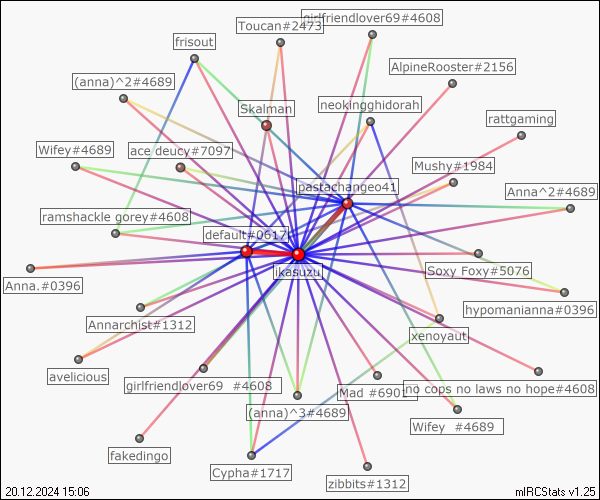 girlfriendlover69#4608
Toucan#2473
frisout
AlpineRooster#2156
(anna)^2#4689
Skalman
neokingghidorah
rattgaming
Wifey#4689
ace deucy#7097
Mushy#1984
pastachangeo41
Anna^2#4689
ramshackle gorey#4608
default#0617
ikasuzu
Soxy Foxy#5076
Anna.#0396
hypomanianna#0396
Annarchist#1312
xenoyaut
avelicious
girlfriendlover69  #4608
Mad #6901
no cops no laws no hope#4608
(anna)^3#4689
Wifey  #4689
fakedingo
Cypha#1717
zibbits#1312
20.12.2024 15:06
mIRCStats v1.25